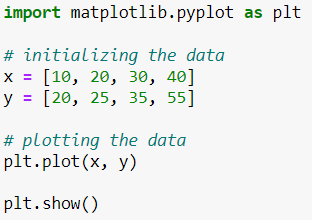 import matplotlib.pyplot as plt
# initializing the data
x = [10, 20, 30, 40]
y = [20, 25, 35, 55]
# plotting the data
plt.plot(x, y)
plt.show()